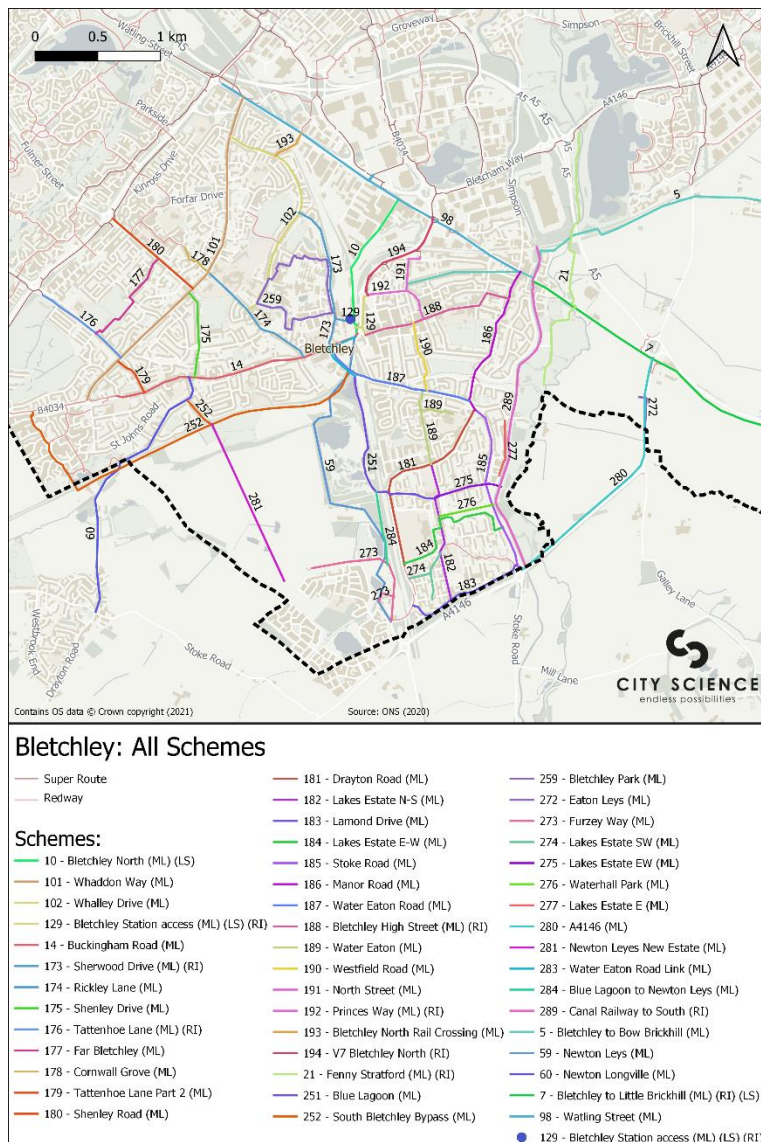 0 0.5 1 km
Watling-Street
A5
Groveway
Simpson
Simpson
Brickhill Street
A5
A4146
A5
A5
A5
A5
Parkside
Fulmer Street
Kinross Drive
B4034
Bletcham Way
Simpson
Forfar Drive
193
98
5
102
101
180
178
10
194
191
173
177
259
192
21
A5
188
129
129
176
174
175
173
190
186
7
Bletchley
14
187
179
189
272
B4034
St Johns Road
252
252
289
189
277
280
59
251
181
185
275
281
276
60
284
184
273
274
182
183
273
A4146
Galley Lane
Westbrook End
Drayton Road
Stoke Road
Stoke Road
Mill Lane
CITY SCIENCE
endless possibilities
Contains OS data © Crown copyright (2021)
Source: ONS (2020)
Bletchley: All Schemes
Super Route
Redway
Schemes:
10 - Bletchley North (ML) (LS)
101 - Whaddon Way (ML)
102 - Whalley Drive (ML)
129 - Bletchley Station access (ML) (LS) (RI)
14 - Buckingham Road (ML)
173 - Sherwood Drive (ML) (RI)
174 - Rickley Lane (ML)
175 - Shenley Drive (ML)
176 - Tattenhoe Lane (ML) (RI)
177 - Far Bletchley (ML)
178 - Cornwall Grove (ML)
179 - Tattenhoe Lane Part 2 (ML)
180 - Shenley Road (ML)
181 - Drayton Road (ML)
182 - Lakes Estate N-S (ML)
183 - Lamond Drive (ML)
184 - Lakes Estate E-W (ML)
185 - Stoke Road (ML)
186 - Manor Road (ML)
187 - Water Eaton Road (ML)
188 - Bletchley High Street (ML) (RI)
189 - Water Eaton (ML)
190 - Westfield Road (ML)
191 - North Street (ML)
192 - Princes Way (ML) (RI)
193 - Bletchley North Rail Crossing (ML)
194 - V7 Bletchley North (RI)
21 - Fenny Stratford (ML) (RI)
251 - Blue Lagoon (ML)
252 - South Bletchley Bypass (ML)
259 - Bletchley Park (ML)
272 - Eaton Leys (ML)
273 - Furzey Way (ML)
274 - Lakes Estate SW (ML)
275 - Lakes Estate EW (ML)
276 - Waterhall Park (ML)
277 - Lakes Estate E (ML)
280 - A4146 (ML)
281 - Newton Leyes New Estate (ML)
283 - Water Eaton Road Link (ML)
284 - Blue Lagoon to Newton Leys (ML)
289 - Canal Railway to South (RI)
5 - Bletchley to Bow Brickhill (ML)
59 - Newton Leys (ML)
60 - Newton Longville (ML)
7 - Bletchley to Little Brickhill (ML) (RI) (LS)
98 - Watling Street (ML)
129 - Bletchley Station access (ML) (LS) (RI)